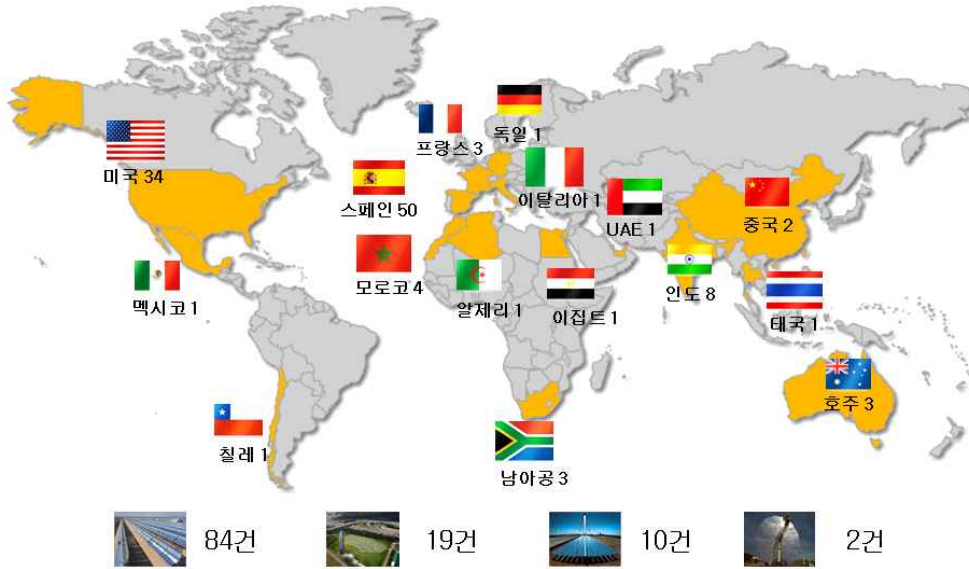 독일 1
프랑스 3
미국 34
이탈리아 1
스페인 50
UAE 1
중국 2
멕시코 1
모로코 4
알제리 1
이집트 1
인도 8
태국 1
호주 3
칠레 1
남아공 3
84건
19건
10건
2건